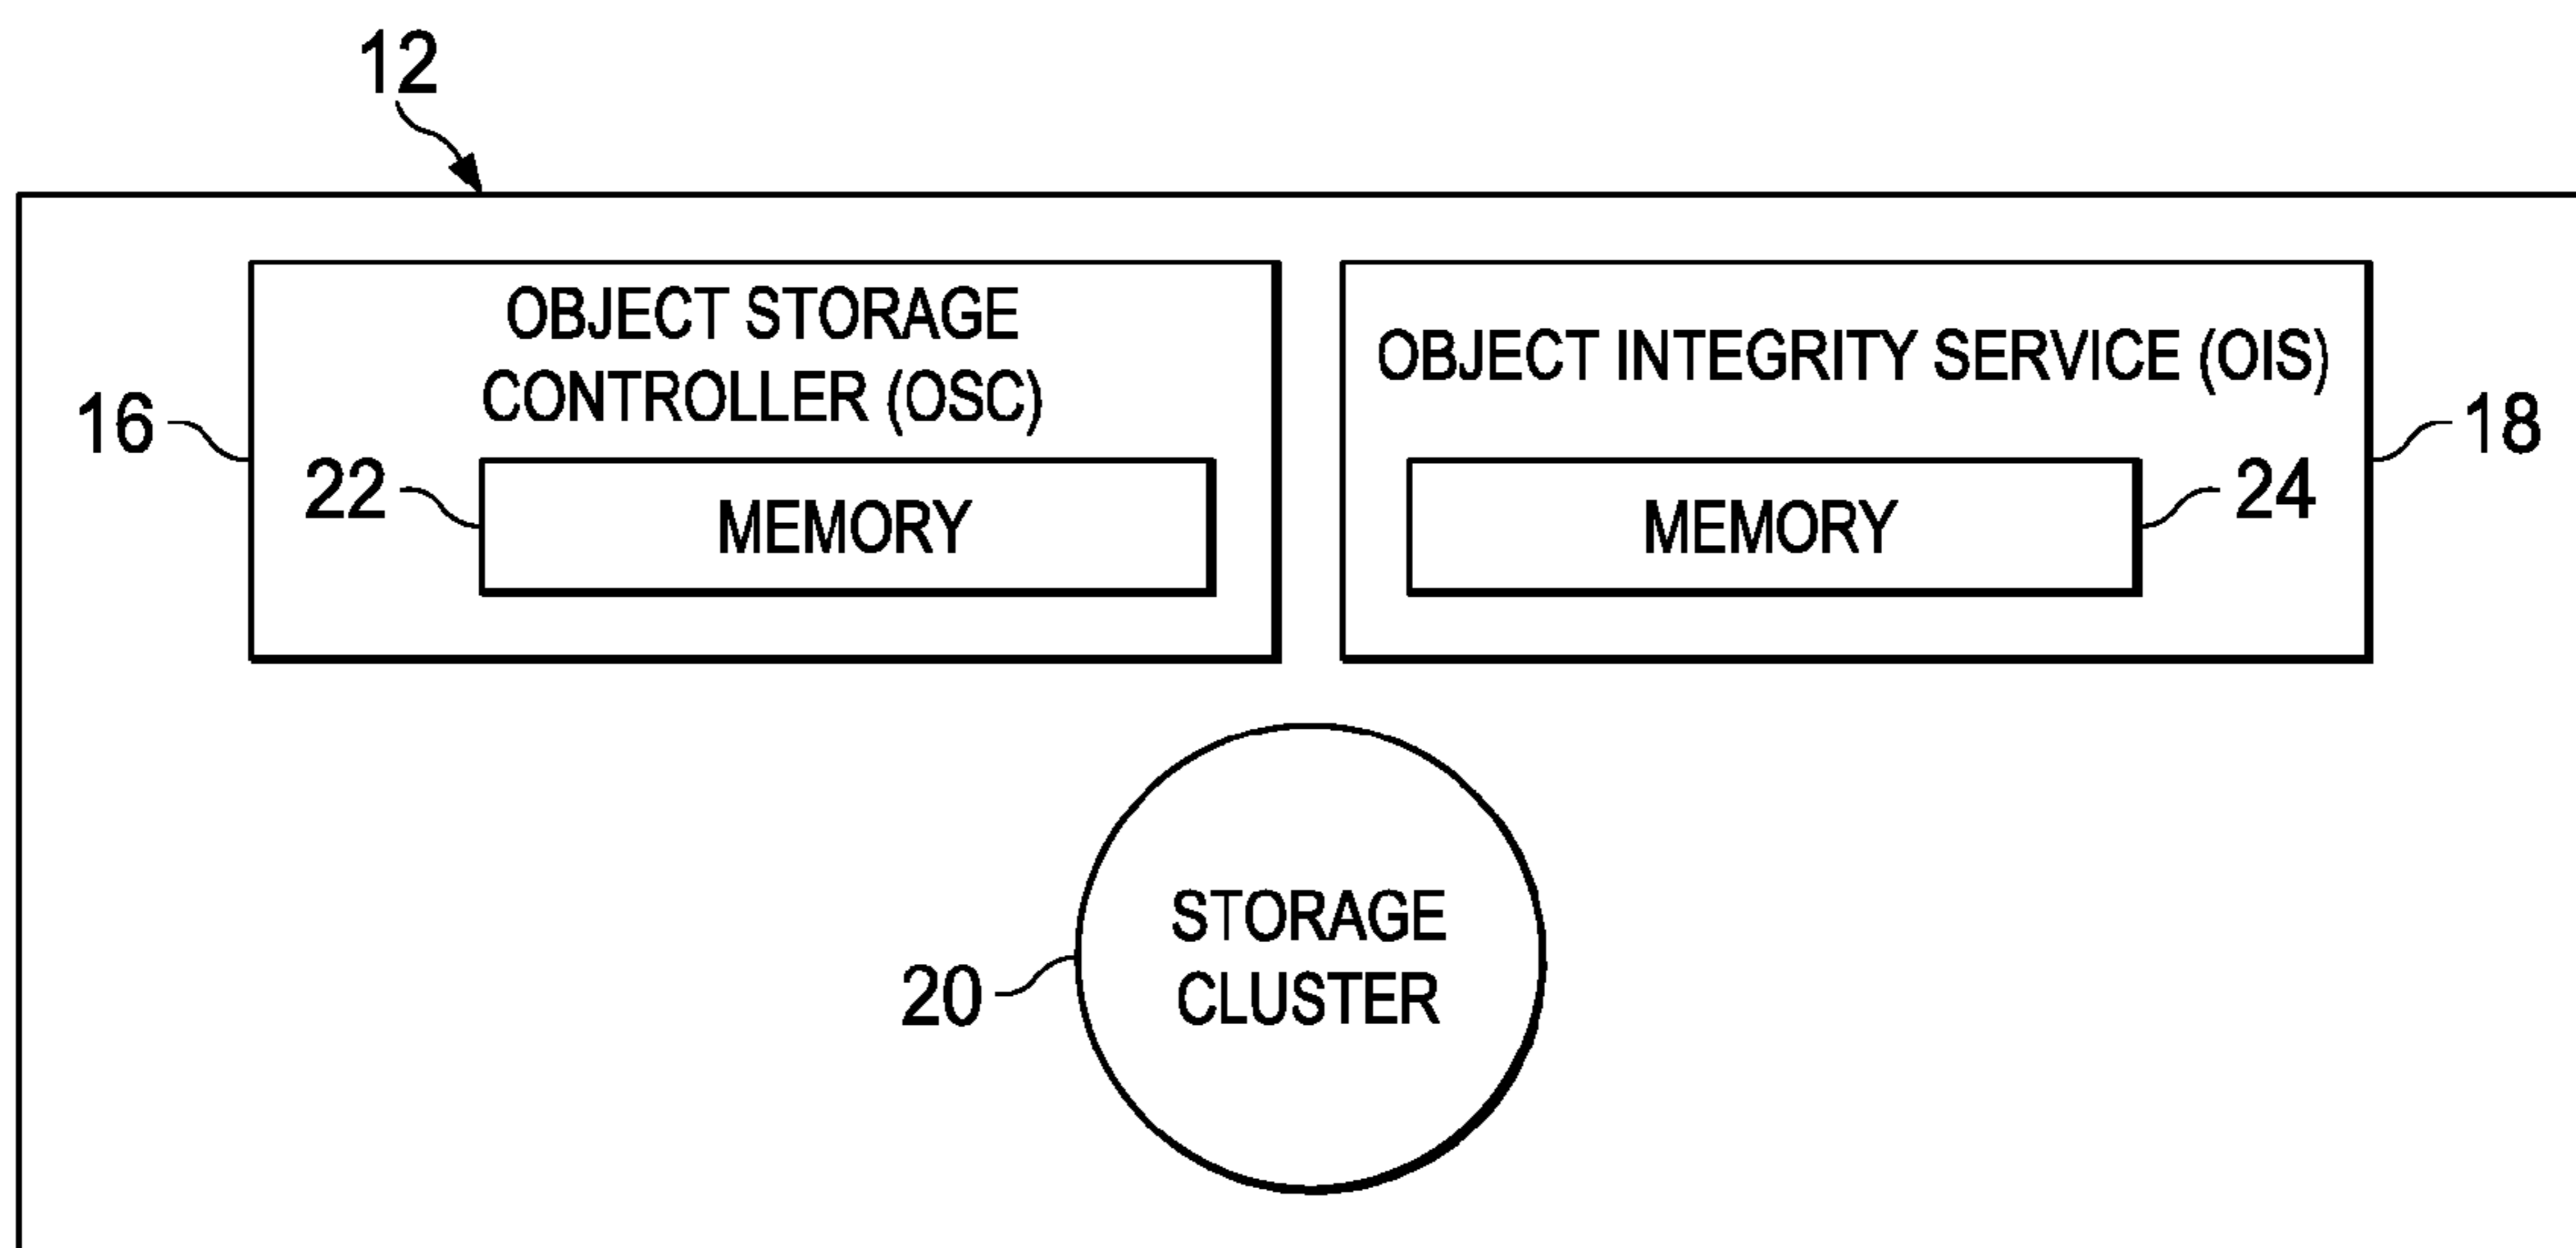 12
OBJECT STORAGE
CONTROLLER (OSC)
OBJECT INTEGRITY SERVICE (OIS)
16
18
22
MEMORY
MEMORY
24
STORAGE
CLUSTER
20